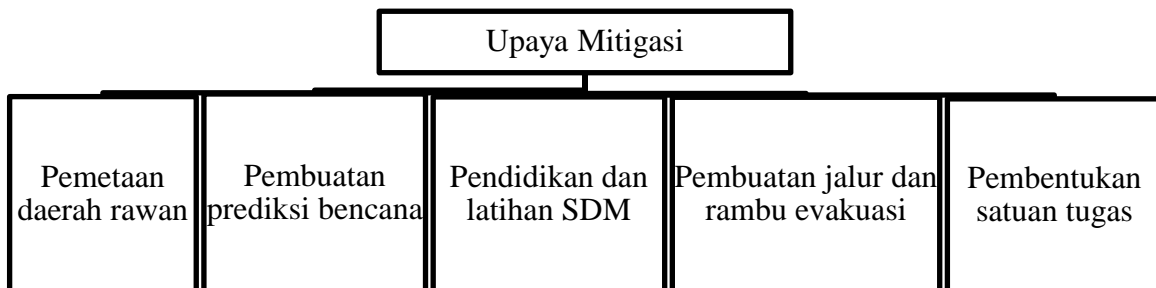 Upaya Mitigasi
Pemetaan
daerah rawan
Pembuatan
prediksi bencana
Pendidikan dan
latihan SDM
Pembuatan jalur dan
rambu evakuasi
Pembentukan
satuan tugas